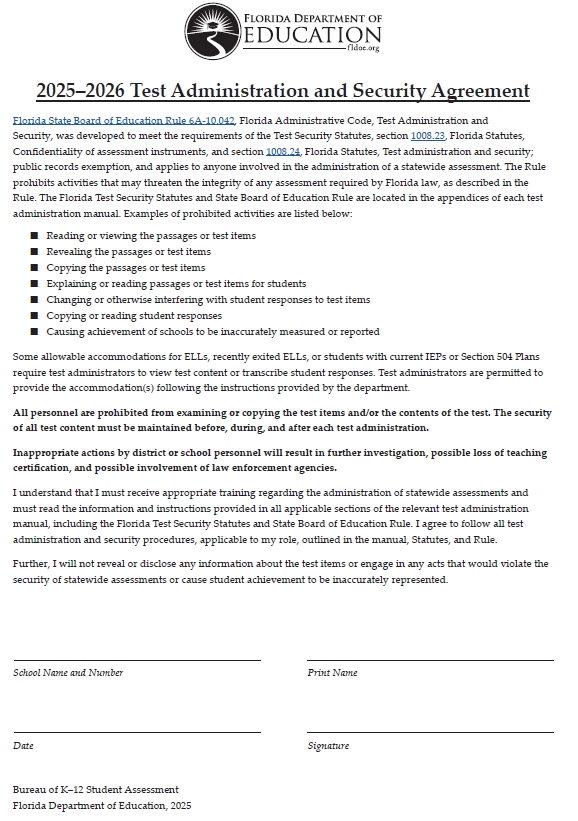 FLORIDA DEPARTMENT OF
EDUCATION
fldoe.org
2025–2026 Test Administration and Security Agreement
Florida State Board of Education Rule 6A-10.042, Florida Administrative Code, Test Administration and
Security, was developed to meet the requirements of the Test Security Statutes, section 1008.23, Florida Statutes,
Confidentiality of assessment instruments, and section 1008.24, Florida Statutes, Test administration and security;
public records exemption, and applies to anyone involved in the administration of a statewide assessment. The Rule
prohibits activities that may threaten the integrity of any assessment required by Florida law, as described in the
Rule. The Florida Test Security Statutes and State Board of Education Rule are located in the appendices of each test
administration manual. Examples of prohibited activities are listed below:
■ Reading or viewing the passages or test items
■ Revealing the passages or test items
■ Copying the passages or test items
■ Explaining or reading passages or test items for students
■ Changing or otherwise interfering with student responses to test items
■ Copying or reading student responses
■ Causing achievement of schools to be inaccurately measured or reported
Some allowable accommodations for ELLs, recently exited ELLs, or students with current IEPs or Section 504 Plans
require test administrators to view test content or transcribe student responses. Test administrators are permitted to
provide the accommodation(s) following the instructions provided by the department.
All personnel are prohibited from examining or copying the test items and/or the contents of the test. The security
of all test content must be maintained before, during, and after each test administration.
Inappropriate actions by district or school personnel will result in further investigation, possible loss of teaching
certification, and possible involvement of law enforcement agencies.
I understand that I must receive appropriate training regarding the administration of statewide assessments and
must read the information and instructions provided in all applicable sections of the relevant test administration
manual, including the Florida Test Security Statutes and State Board of Education Rule. I agree to follow all test
administration and security procedures, applicable to my role, outlined in the manual, Statutes, and Rule.
Further, I will not reveal or disclose any information about the test items or engage in any acts that would violate the
security of statewide assessments or cause student achievement to be inaccurately represented.
School Name and Number
Print Name
Date
Signature
Bureau of K–12 Student Assessment
Florida Department of Education, 2025